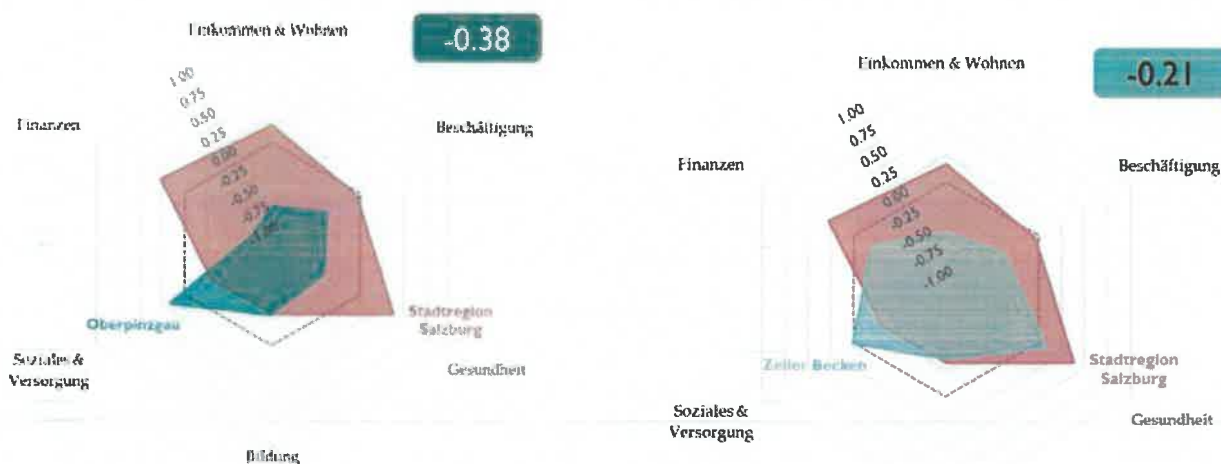 Einkommen & Wohnen
-0.38
1.00
0.75
0.50
0.25
0.00
-0.25
-0.50
-0.75
-1.00
Finanzen
Beschäftigung
Oberpinzgau
Stadtregion
Salzburg
Soziales &
Versorgung
Gesundheit
Bildung
Einkommen & Wohnen
-0.21
1.00
0.75
0.50
0.25
0.00
-0.25
-0.50
-0.75
-1.00
Finanzen
Beschäftigung
Zeller Becken
Stadtregion
Salzburg
Soziales &
Versorgung
Gesundheit